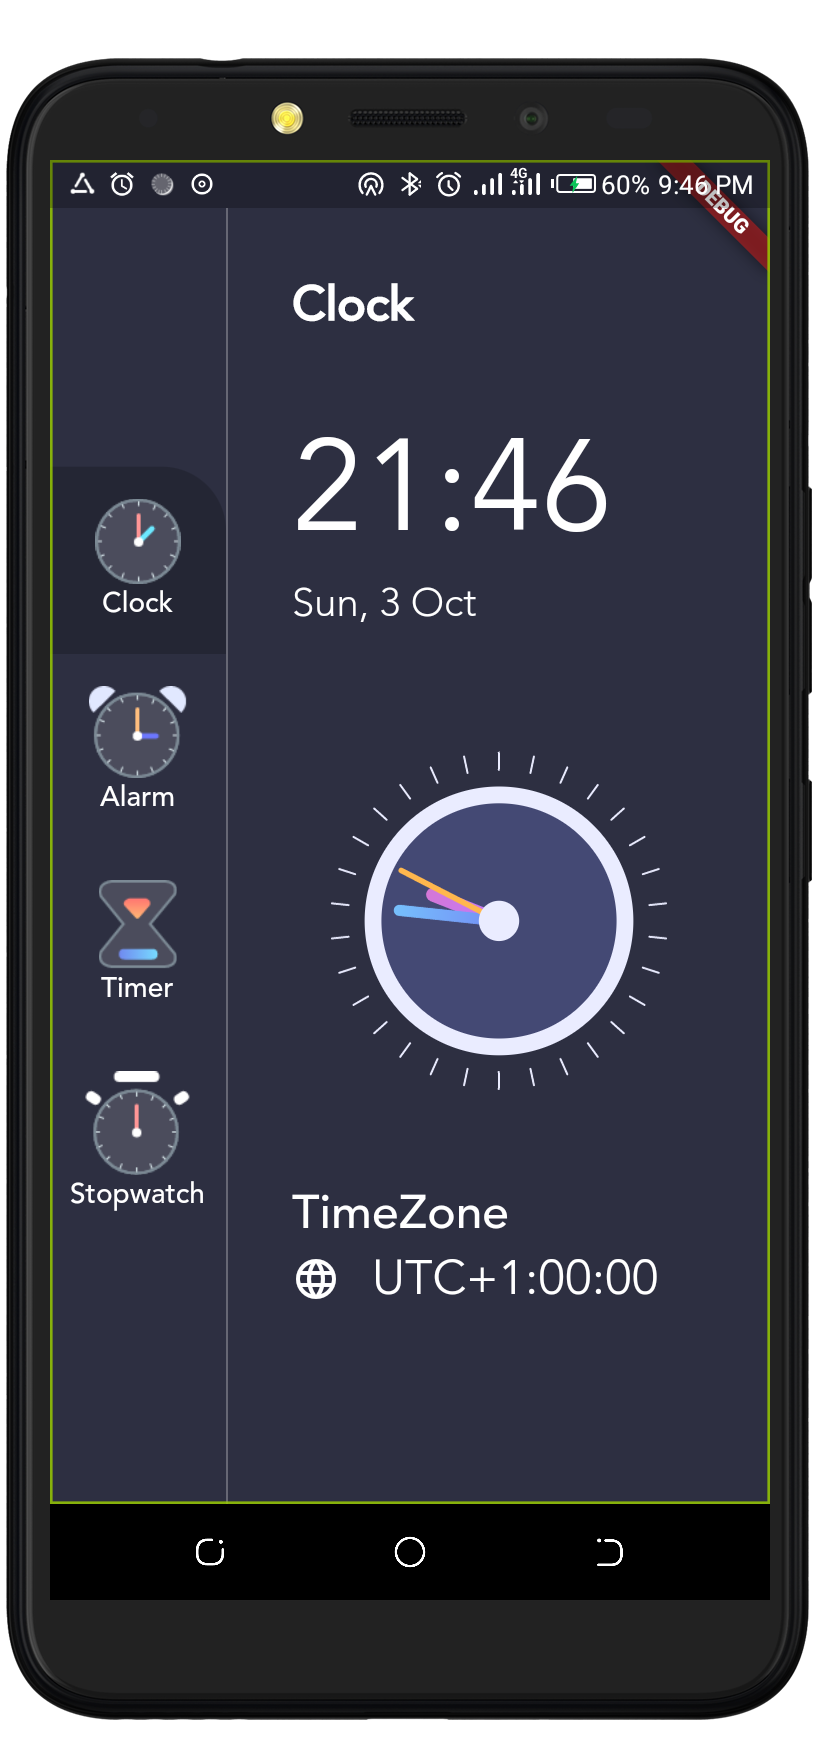 4G 60% 9:46 PM
DEBUG
Clock
21:46
Sun, 3 Oct
Clock
Alarm
Timer
Stopwatch
TimeZone
UTC+1:00:00